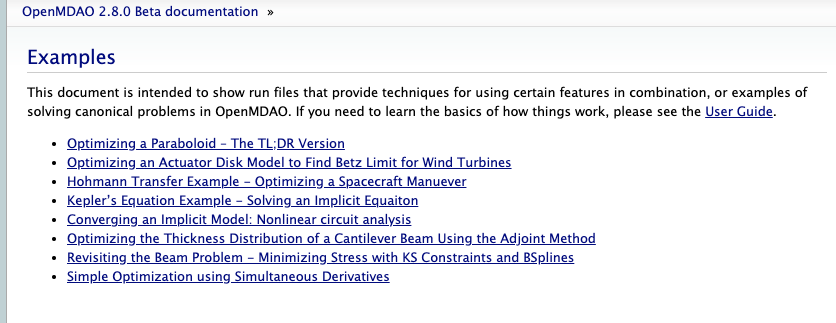 OpenMDAO 2.8.0 Beta documentation »
Examples
This document is intended to show run files that provide techniques for using certain features in combination, or examples of
solving canonical problems in OpenMDAO. If you need to learn the basics of how things work, please see the User Guide.
• Optimizing a Paraboloid – The TL;DR Version
• Optimizing an Actuator Disk Model to Find Betz Limit for Wind Turbines
• Hohmann Transfer Example – Optimizing a Spacecraft Manuever
• Kepler's Equation Example – Solving an Implicit Equaiton
• Converging an Implicit Model: Nonlinear circuit analysis
• Optimizing the Thickness Distribution of a Cantilever Beam Using the Adjoint Method
• Revisiting the Beam Problem – Minimizing Stress with KS Constraints and BSplines
• Simple Optimization using Simultaneous Derivatives